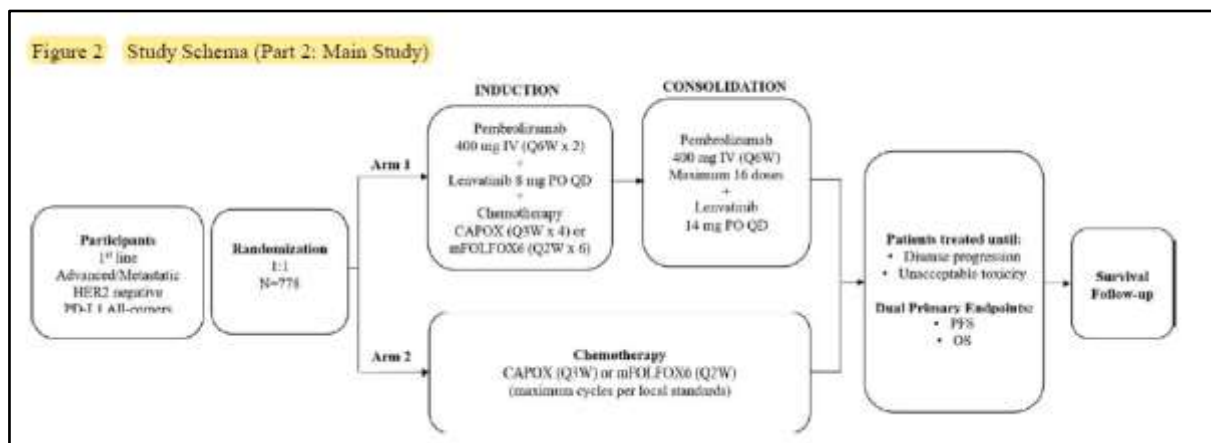 Figure 2 Study Schema (Part 2: Main Study)
INDUCTION
CONSOLIDATION
Arm 1
Pembrolizumab
400 mg IV (Q6W x 2)
+
Lenvatinib 8 mg PO QD
+
Chemotherapy
CAPOX (Q3W x 4) or
mFOLFOX6 (Q2W x 6)
Pembrolizumab
400 mg IV (Q6W)
Maximum 16 doses
+
Lenvatinib
14 mg PO QD
Participants
1st line
Advanced/Metastatic
HER2 negative
PD-L1 All-comers
Randomization
1:1
N=778
Arm 2
Chemotherapy
CAPOX (Q3W) or mFOLFOX6 (Q2W)
(maximum cycles per local standards)
Patients treated until:
• Disease progression
• Unacceptable toxicity
Dual Primary Endpoints:
• PFS
• OS
Survival
Follow-up